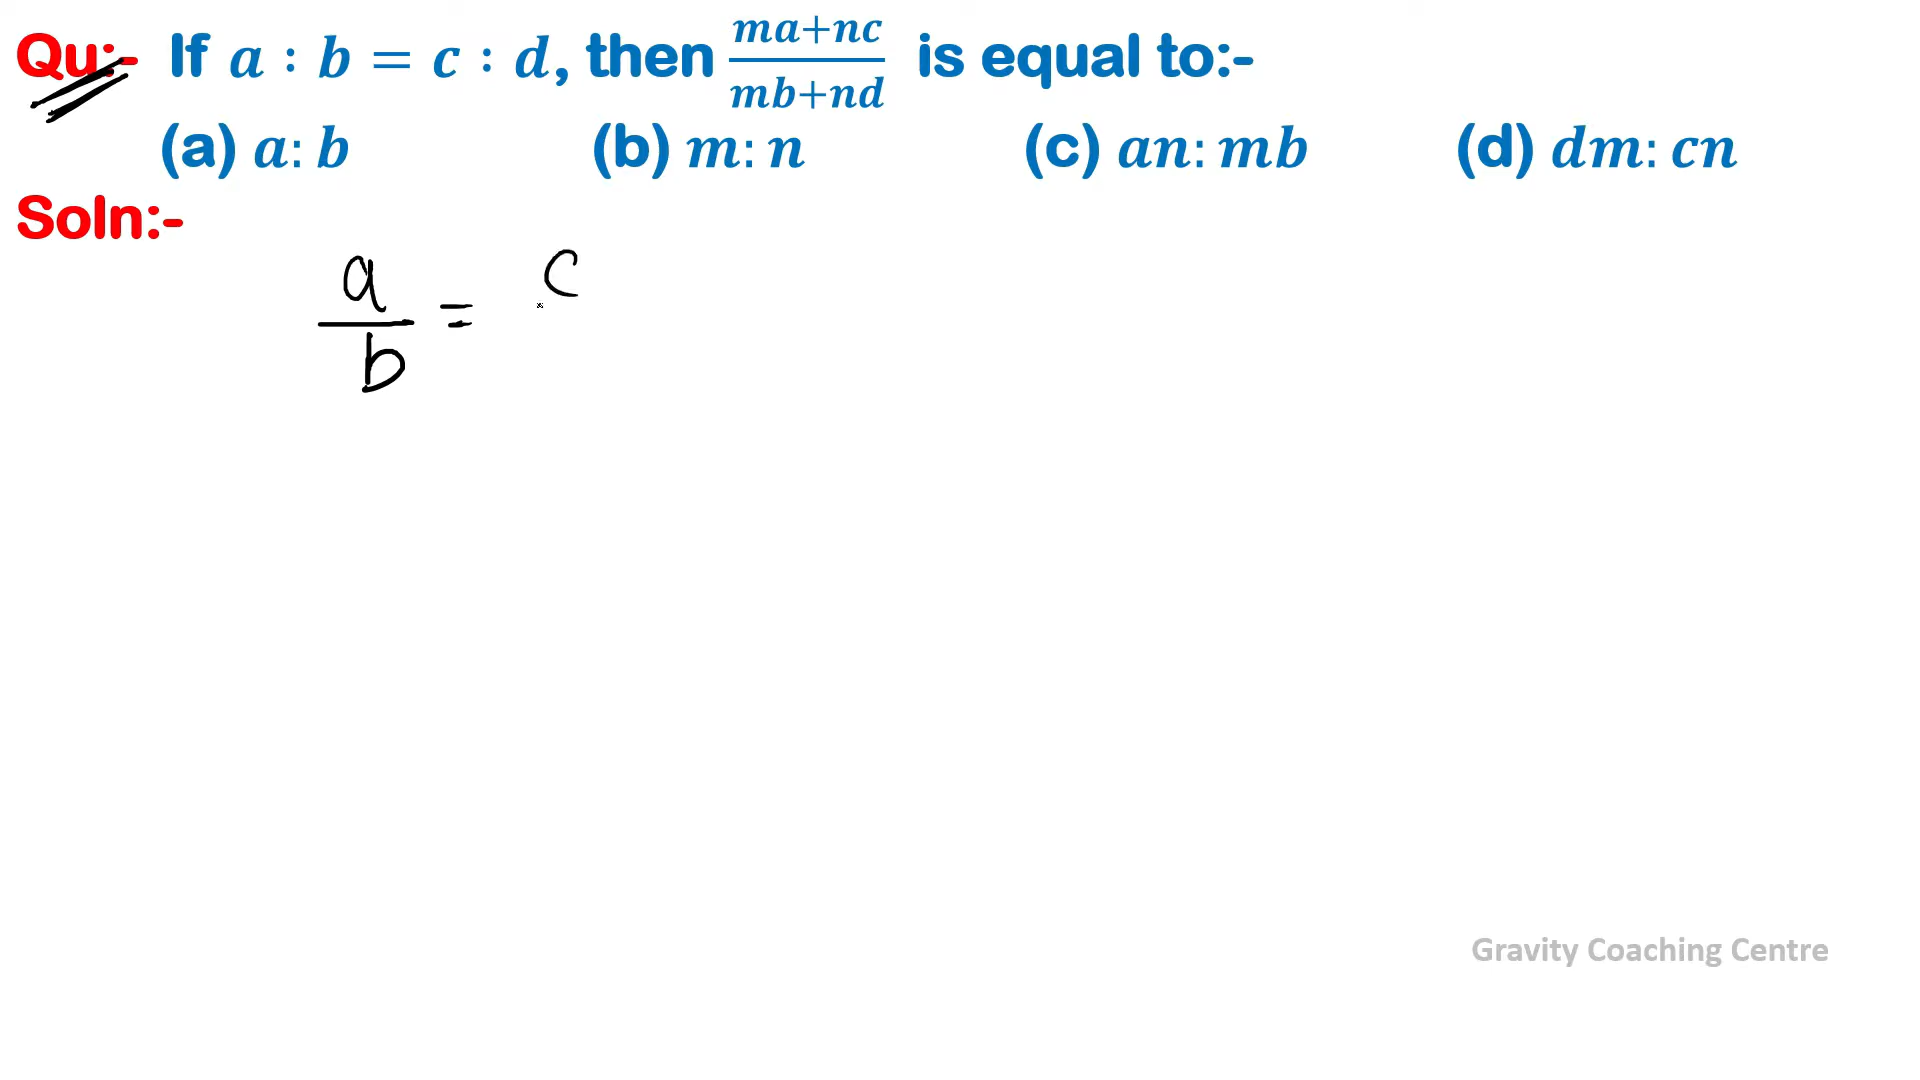 Qu:- If a : b = c : d, then (ma+nc)/(mb+nd) is equal to:-
(a) a: b (b) m: n (c) an: mb (d) dm: cn
Soln:-
a/b = c
Gravity Coaching Centre